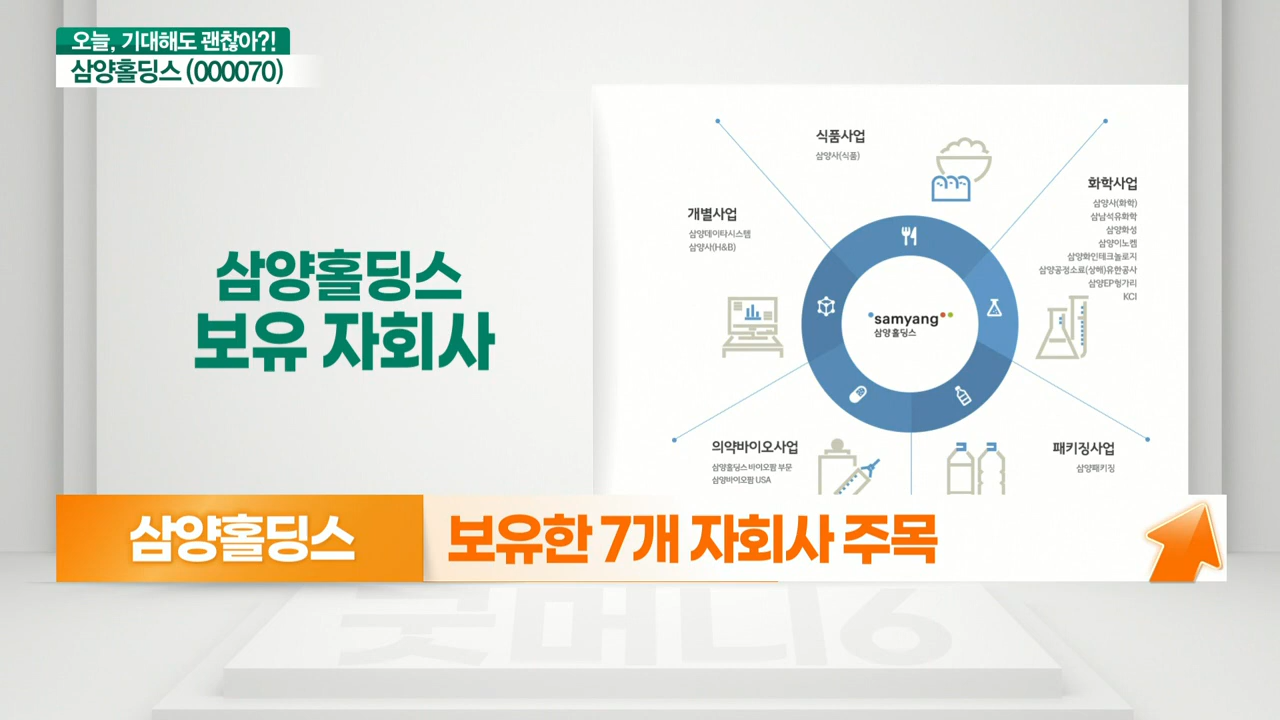 오늘, 기대해도 괜찮아?!
삼양홀딩스 (000070)
삼양홀딩스
보유 자회사
식품사업
삼양사(식품)
화학사업
삼양사(화학)
삼남석유화학
삼양화성
삼양이노켐
삼양화인테크놀로지
삼양공정소료(상해)유한공사
삼양EP헝가리
KCI
개별사업
삼양데이타시스템
삼양사(H&B)
samyang
삼양홀딩스
의약바이오사업
삼양홀딩스 바이오팜 부문
삼양바이오팜 USA
패키징사업
삼양패키징
삼양홀딩스
보유한 7개 자회사 주목
굿머니6